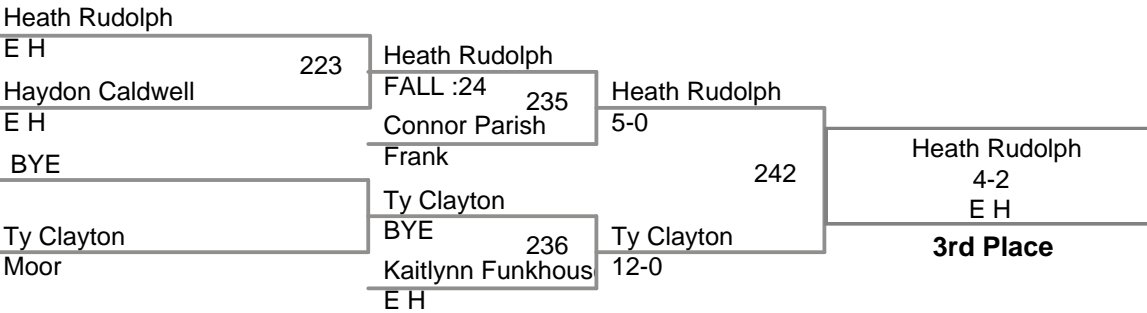 Heath Rudolph
E H
223
Haydon Caldwell
E H
BYE
Ty Clayton
Moor
Heath Rudolph
FALL :24
235
Connor Parish
Frank
Ty Clayton
BYE
236
Kaitlynn Funkhous
E H
Heath Rudolph
5-0
242
Ty Clayton
12-0
Heath Rudolph
4-2
E H
3rd Place